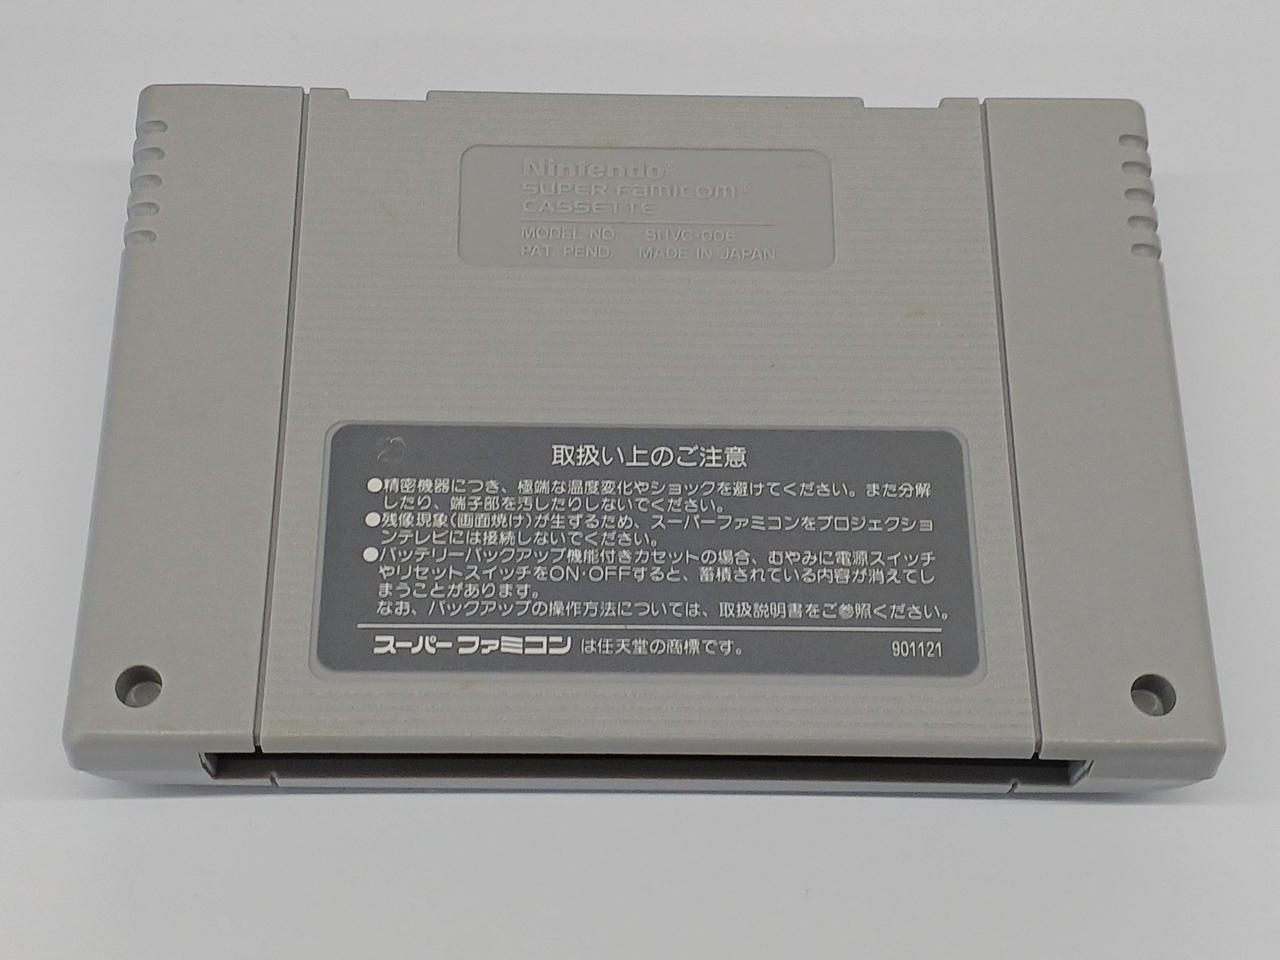 Nintendo®
SUPER FAMICOM®
CASSETTE
MODEL NO. SHVC-006
PAT PEND. MADE IN JAPAN
取扱い上のご注意
●精密機器につき、極端な温度変化やショックを避けてください。また分解
したり、端子部を汚したりしないでください。
●残像現象(画面焼け)が生ずるため、スーパーファミコンをプロジェクショ
ンテレビには接続しないでください。
●バッテリーバックアップ機能付きカセットの場合、むやみに電源スイッチ
やリセットスイッチをON・OFFすると、蓄積されている内容が消えてし
まうことがあります。
なお、バックアップの操作方法については、取扱説明書をご参照ください。
スーパーファミコン は任天堂の商標です。 901121